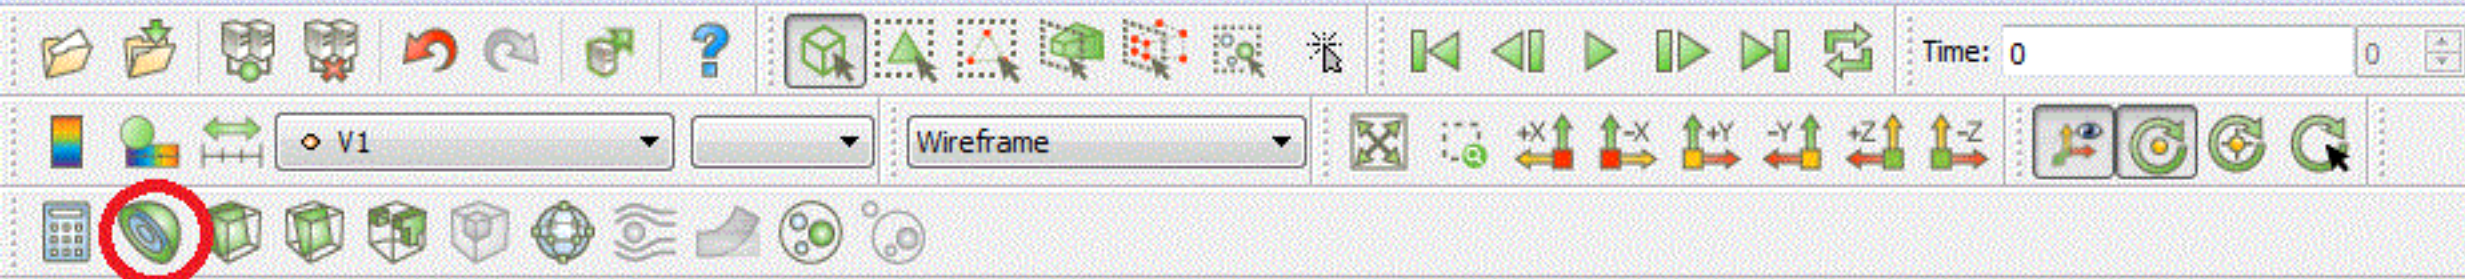 ? Time: 0 0
V1 Wireframe +X -X +Y -Y +Z -Z